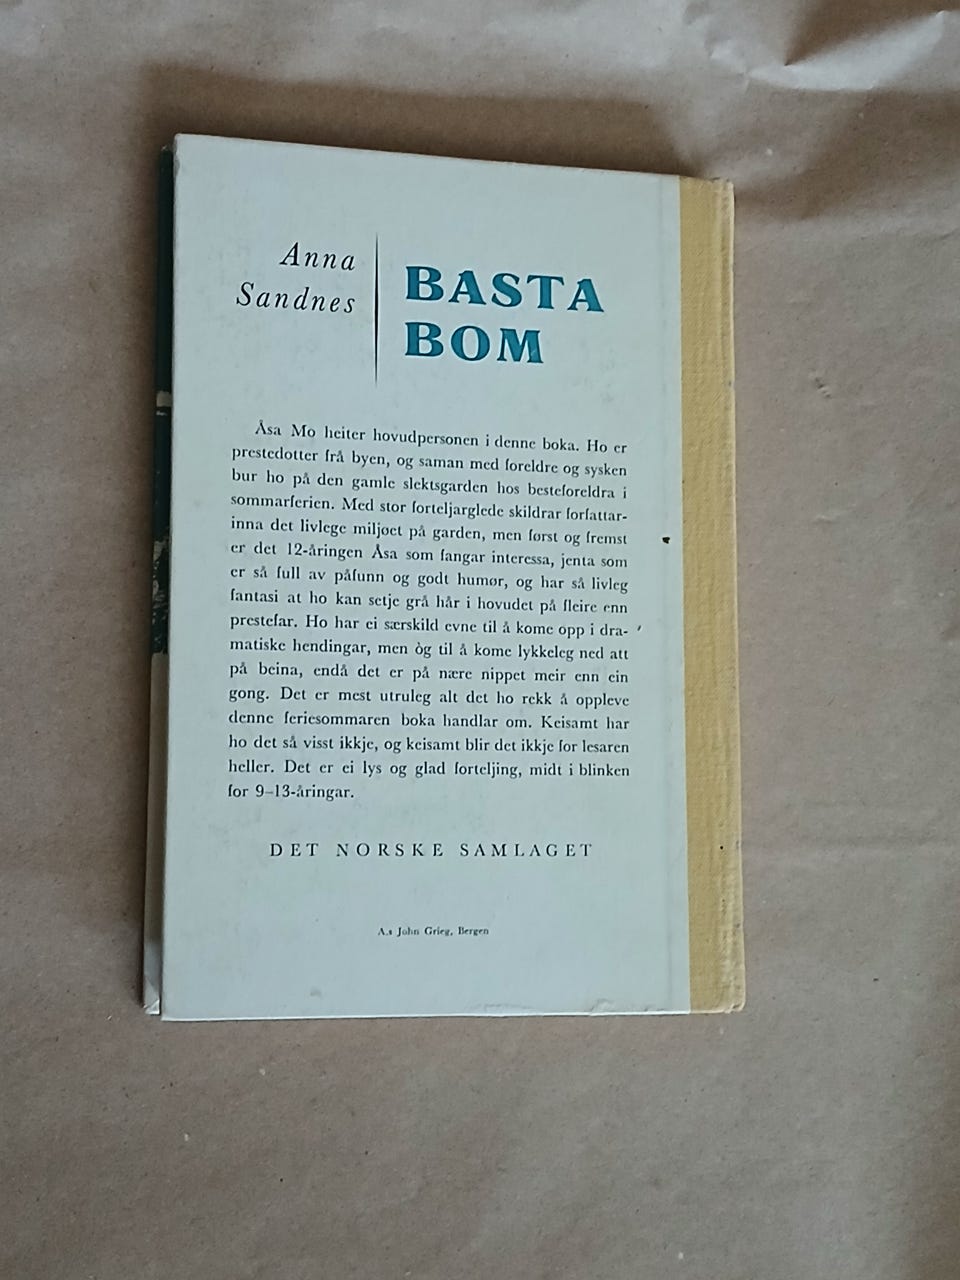 Anna
Sandnes
BASTA
BOM
Åsa Mo heiter hovudpersonen i denne boka. Ho er
prestedotter frå byen, og saman med foreldre og sysken
bur ho på den gamle slektsgarden hos besteforeldra i
sommarferien. Med stor forteljarglede skildrar forfattar-
inna det livlege miljøet på garden, men først og fremst
er det 12-åringen Åsa som fangar interessa, jenta som
er så full av påfunn og godt humør, og har så livleg
fantasi at ho kan setje grå hår i hovudet på fleire enn
prestefar. Ho har ei særskild evne til å kome opp i dra-
matiske hendingar, men òg til å kome lykkeleg ned att
på beina, endå det er på nære nippet meir enn ein
gong. Det er mest utruleg alt det ho rekk å oppleve
denne feriesommaren boka handlar om. Keisamt har
ho det så visst ikkje, og keisamt blir det ikkje for lesaren
heller. Det er ei lys og glad forteljing, midt i blinken
for 9–13-åringar.
DET NORSKE SAMLAGET
A.s John Grieg, Bergen